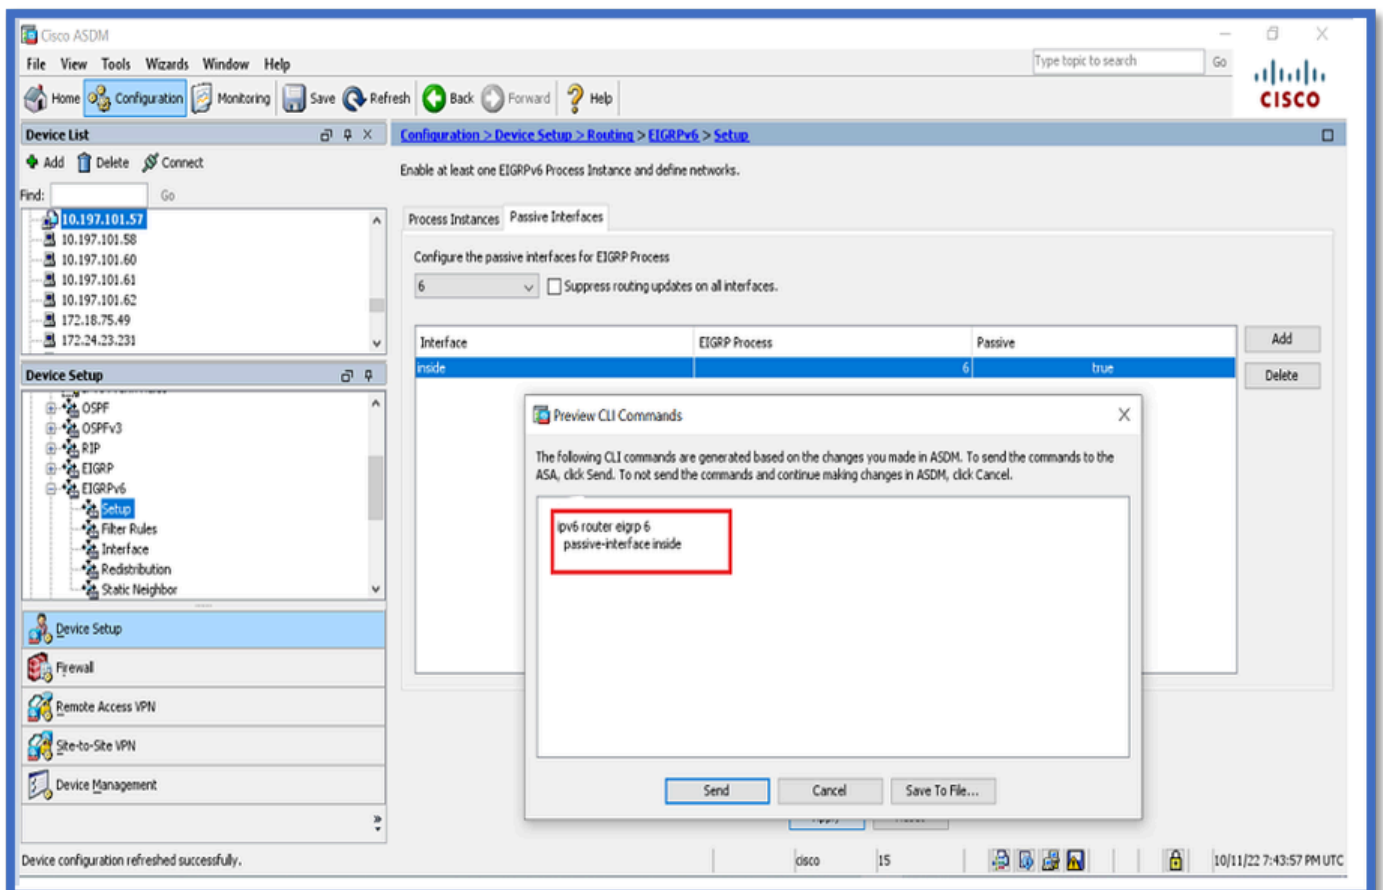 Cisco ASDM
File View Tools Wizards Window Help
Type topic to search Go
Home Configuration Monitoring Save Refresh Back Forward Help
CISCO
Device List
Configuration > Device Setup > Routing > EIGRPv6 > Setup
Add Delete Connect
Enable at least one EIGRPv6 Process Instance and define networks.
Find: Go
10.197.101.57
10.197.101.58
10.197.101.60
10.197.101.61
10.197.101.62
172.18.75.49
172.24.23.231
Process Instances Passive Interfaces
Configure the passive interfaces for EIGRP Process
6 Suppress routing updates on all interfaces.
Interface EIGRP Process Passive
inside 6 true
Add
Delete
Device Setup
OSPF
OSPFv3
RIP
EIGRP
EIGRPv6
Setup
Filter Rules
Interface
Redistribution
Static Neighbor
Preview CLI Commands
The following CLI commands are generated based on the changes you made in ASDM. To send the commands to the
ASA, click Send. To not send the commands and continue making changes in ASDM, click Cancel.
ipv6 router eigrp 6
passive-interface inside
Send Cancel Save To File...
Device Setup
Firewall
Remote Access VPN
Site-to-Site VPN
Device Management
Device configuration refreshed successfully.
cisco 15 10/11/22 7:43:57 PM UTC